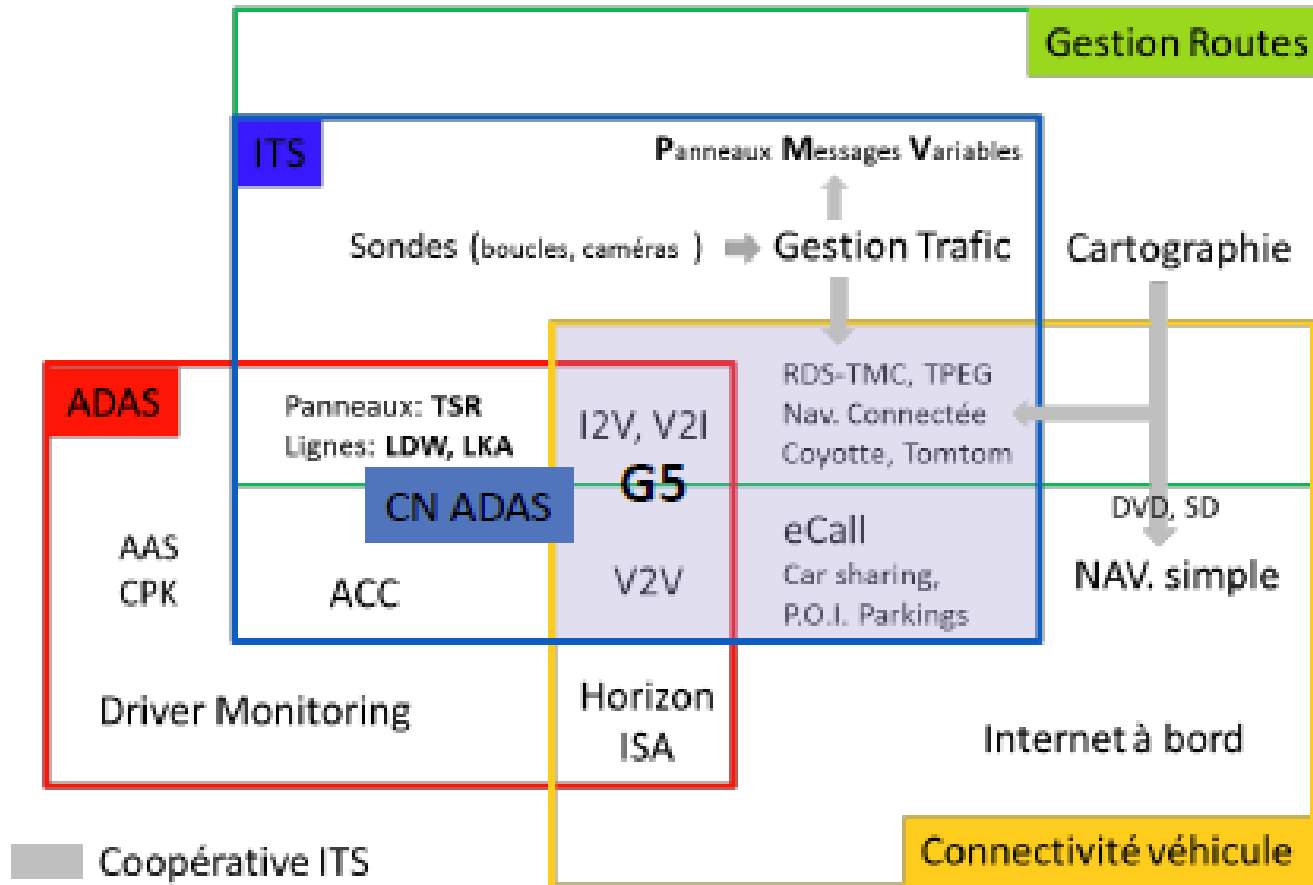 Gestion Routes
ITS
Panneaux Messages Variables
Sondes (boucles, caméras )
Gestion Trafic
Cartographie
ADAS
Panneaux: TSR
Lignes: LDW, LKA
I2V, V2I
G5
RDS-TMC, TPEG
Nav. Connectée
Coyotte, Tomtom
CN ADAS
DVD, SD
AAS
CPK
ACC
V2V
eCall
Car sharing,
P.O.I. Parkings
NAV. simple
Driver Monitoring
Horizon
ISA
Internet à bord
Coopérative ITS
Connectivité véhicule